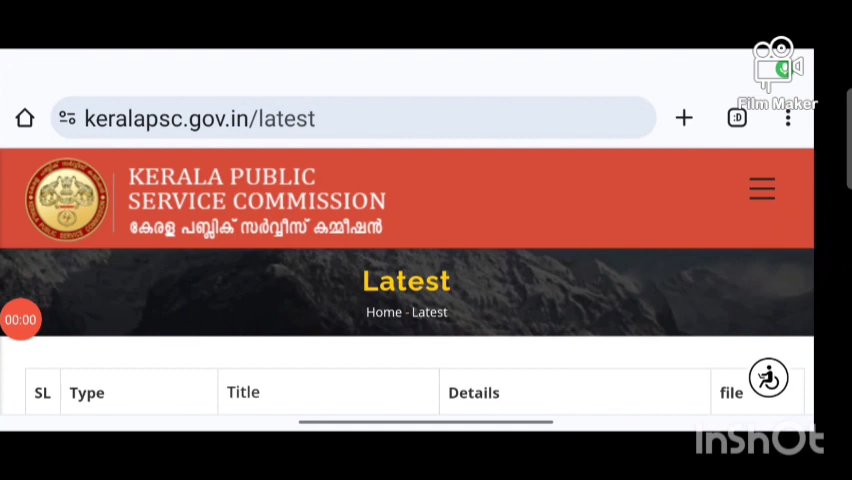 Film Maker
keralapsc.gov.in/latest
:D
KERALA PUBLIC
SERVICE COMMISSION
കേരള പബ്ലിക് സർവ്വീസ് കമ്മീഷൻ
Latest
Home - Latest
00:00
SL Type Title Details file
InShOt